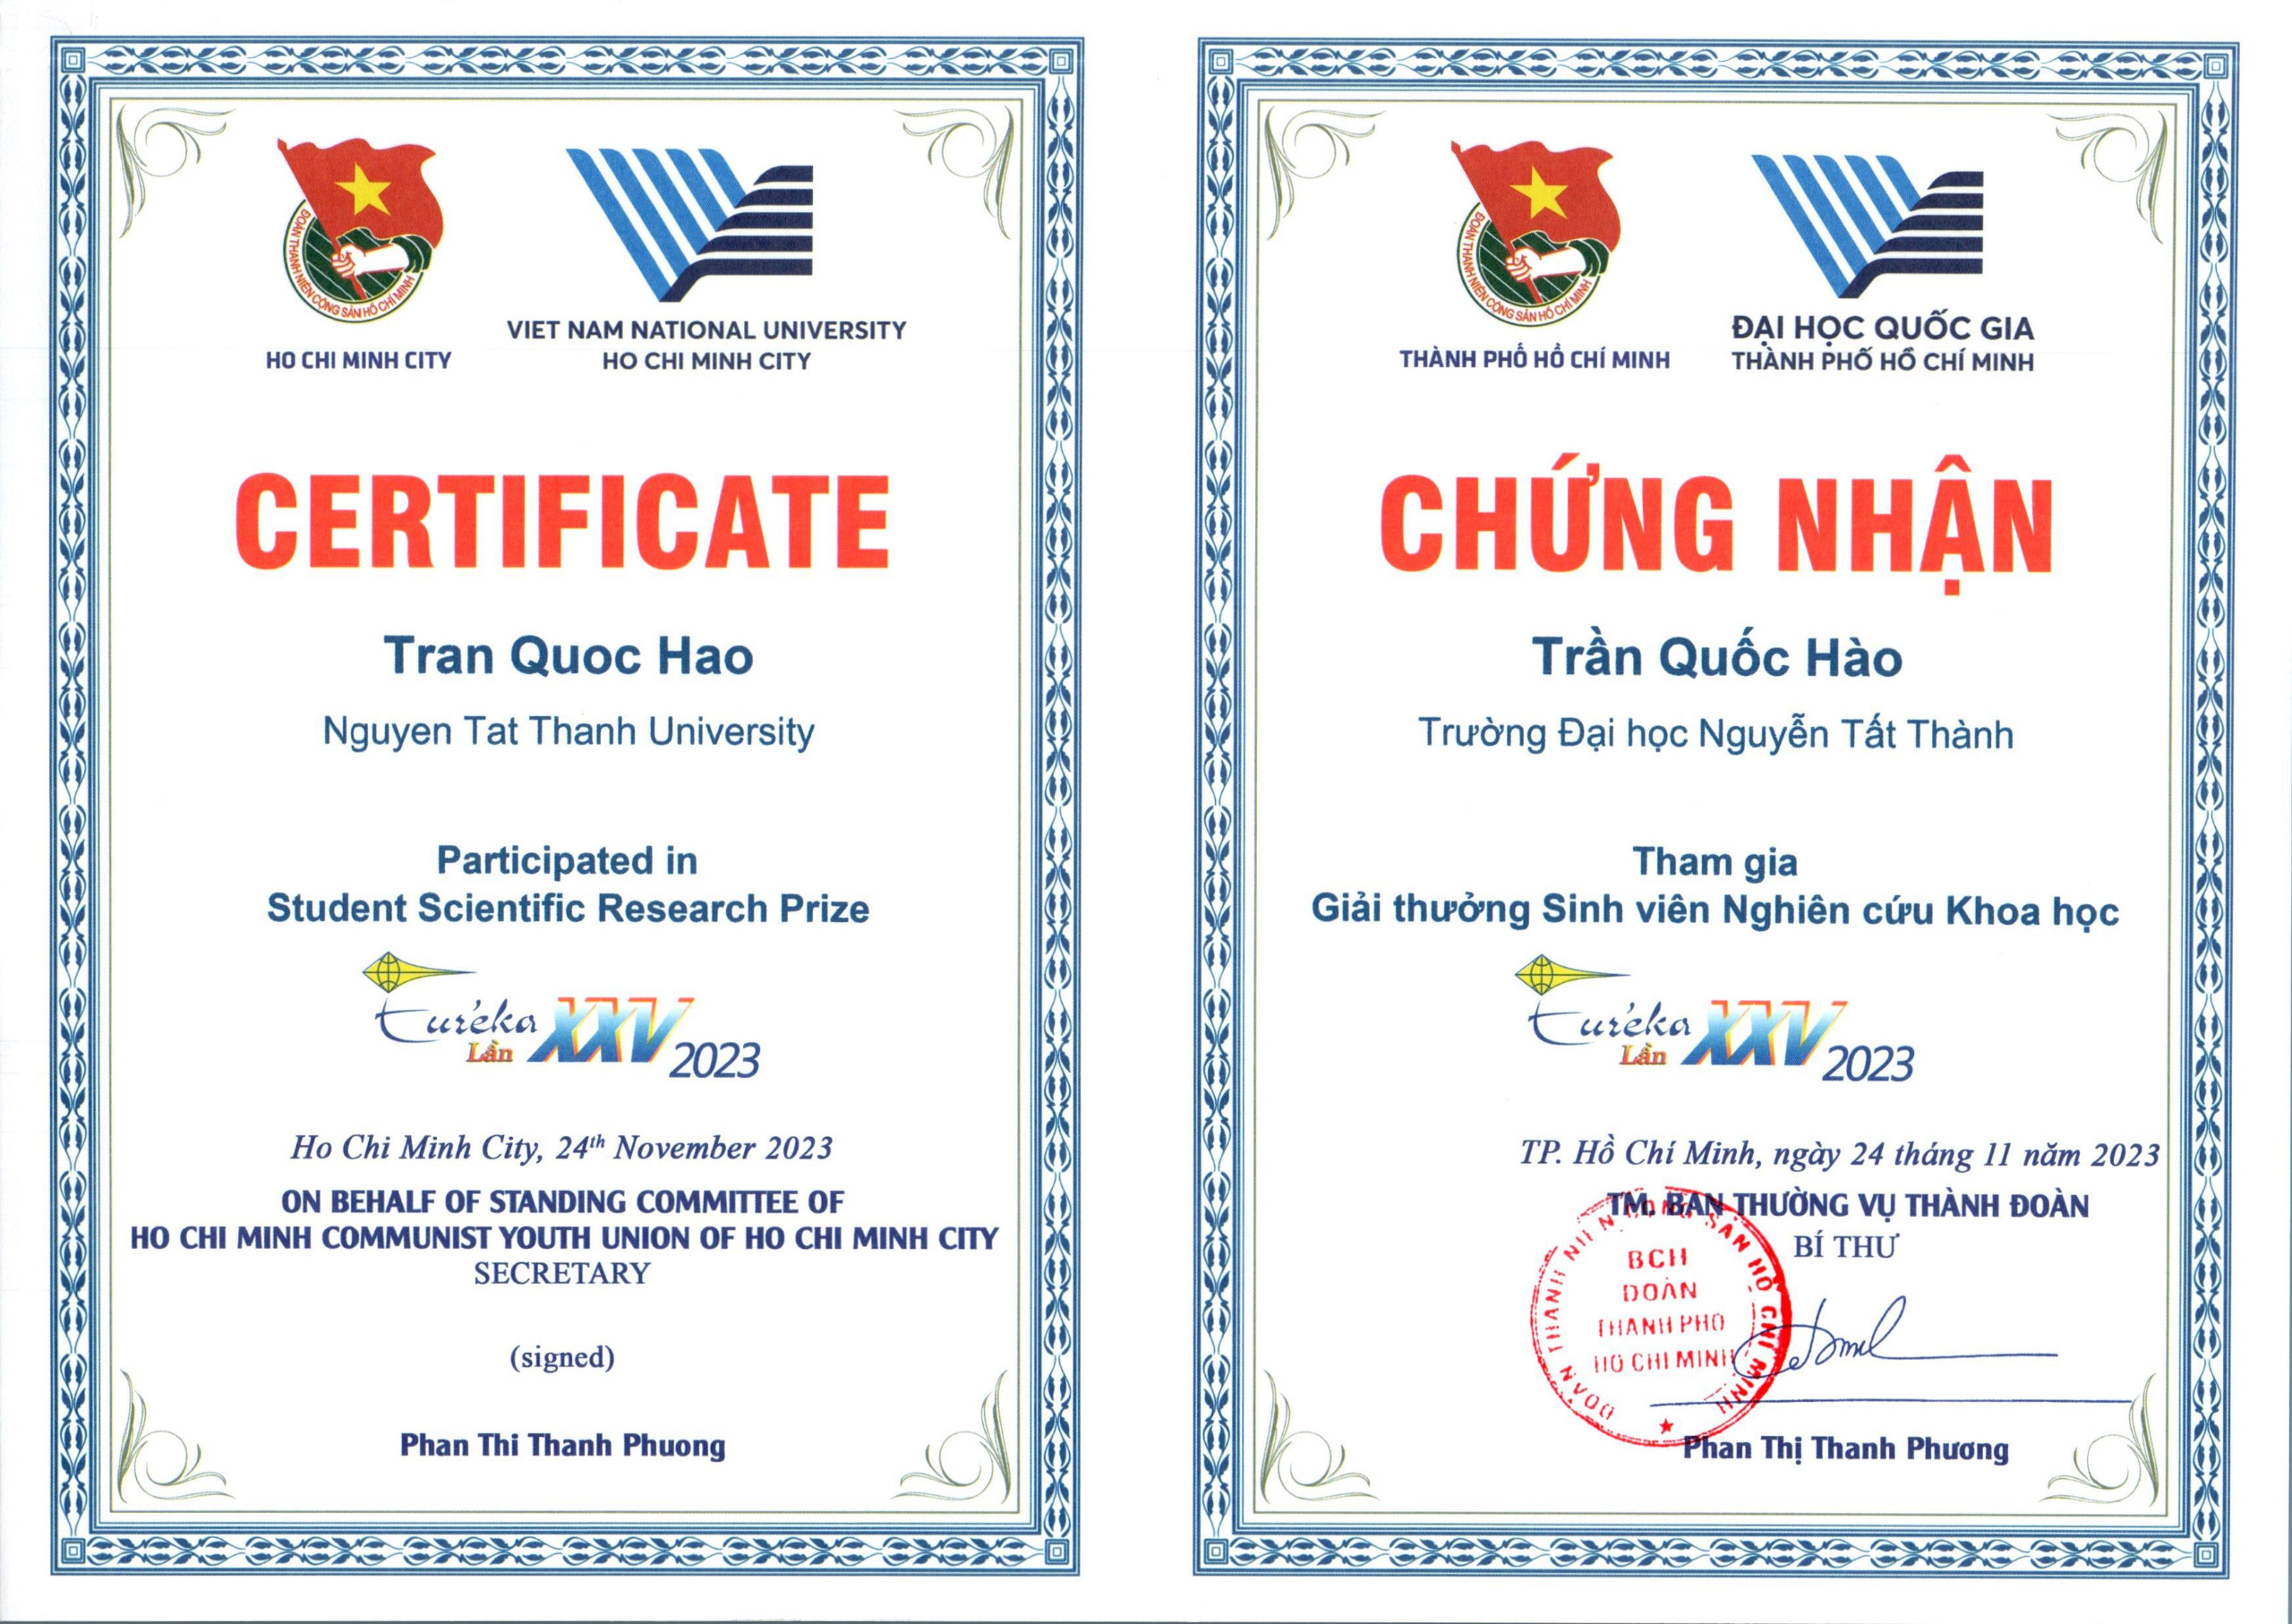 ĐOÀN THANH NIÊN CỘNG SẢN HỒ CHÍ MINH
HO CHI MINH CITY
VIET NAM NATIONAL UNIVERSITY
HO CHI MINH CITY
CERTIFICATE
Tran Quoc Hao
Nguyen Tat Thanh University
Participated in
Student Scientific Research Prize
Euréka
Lần XXV 2023
Ho Chi Minh City, 24th November 2023
ON BEHALF OF STANDING COMMITTEE OF
HO CHI MINH COMMUNIST YOUTH UNION OF HO CHI MINH CITY
SECRETARY
(signed)
Phan Thi Thanh Phuong
ĐOÀN THANH NIÊN CỘNG SẢN HỒ CHÍ MINH
THÀNH PHỐ HỒ CHÍ MINH
ĐẠI HỌC QUỐC GIA
THÀNH PHỐ HỒ CHÍ MINH
CHỨNG NHẬN
Trần Quốc Hào
Trường Đại học Nguyễn Tất Thành
Tham gia
Giải thưởng Sinh viên Nghiên cứu Khoa học
Euréka
Lần XXV 2023
TP. Hồ Chí Minh, ngày 24 tháng 11 năm 2023
TM. BAN THƯỜNG VỤ THÀNH ĐOÀN
BÍ THƯ
ĐOÀN THANH NIÊN CỘNG SẢN HỒ CHÍ MINH
BCH
ĐOÀN
THÀNH PHỐ
HỒ CHÍ MINH
Phan Thị Thanh Phương